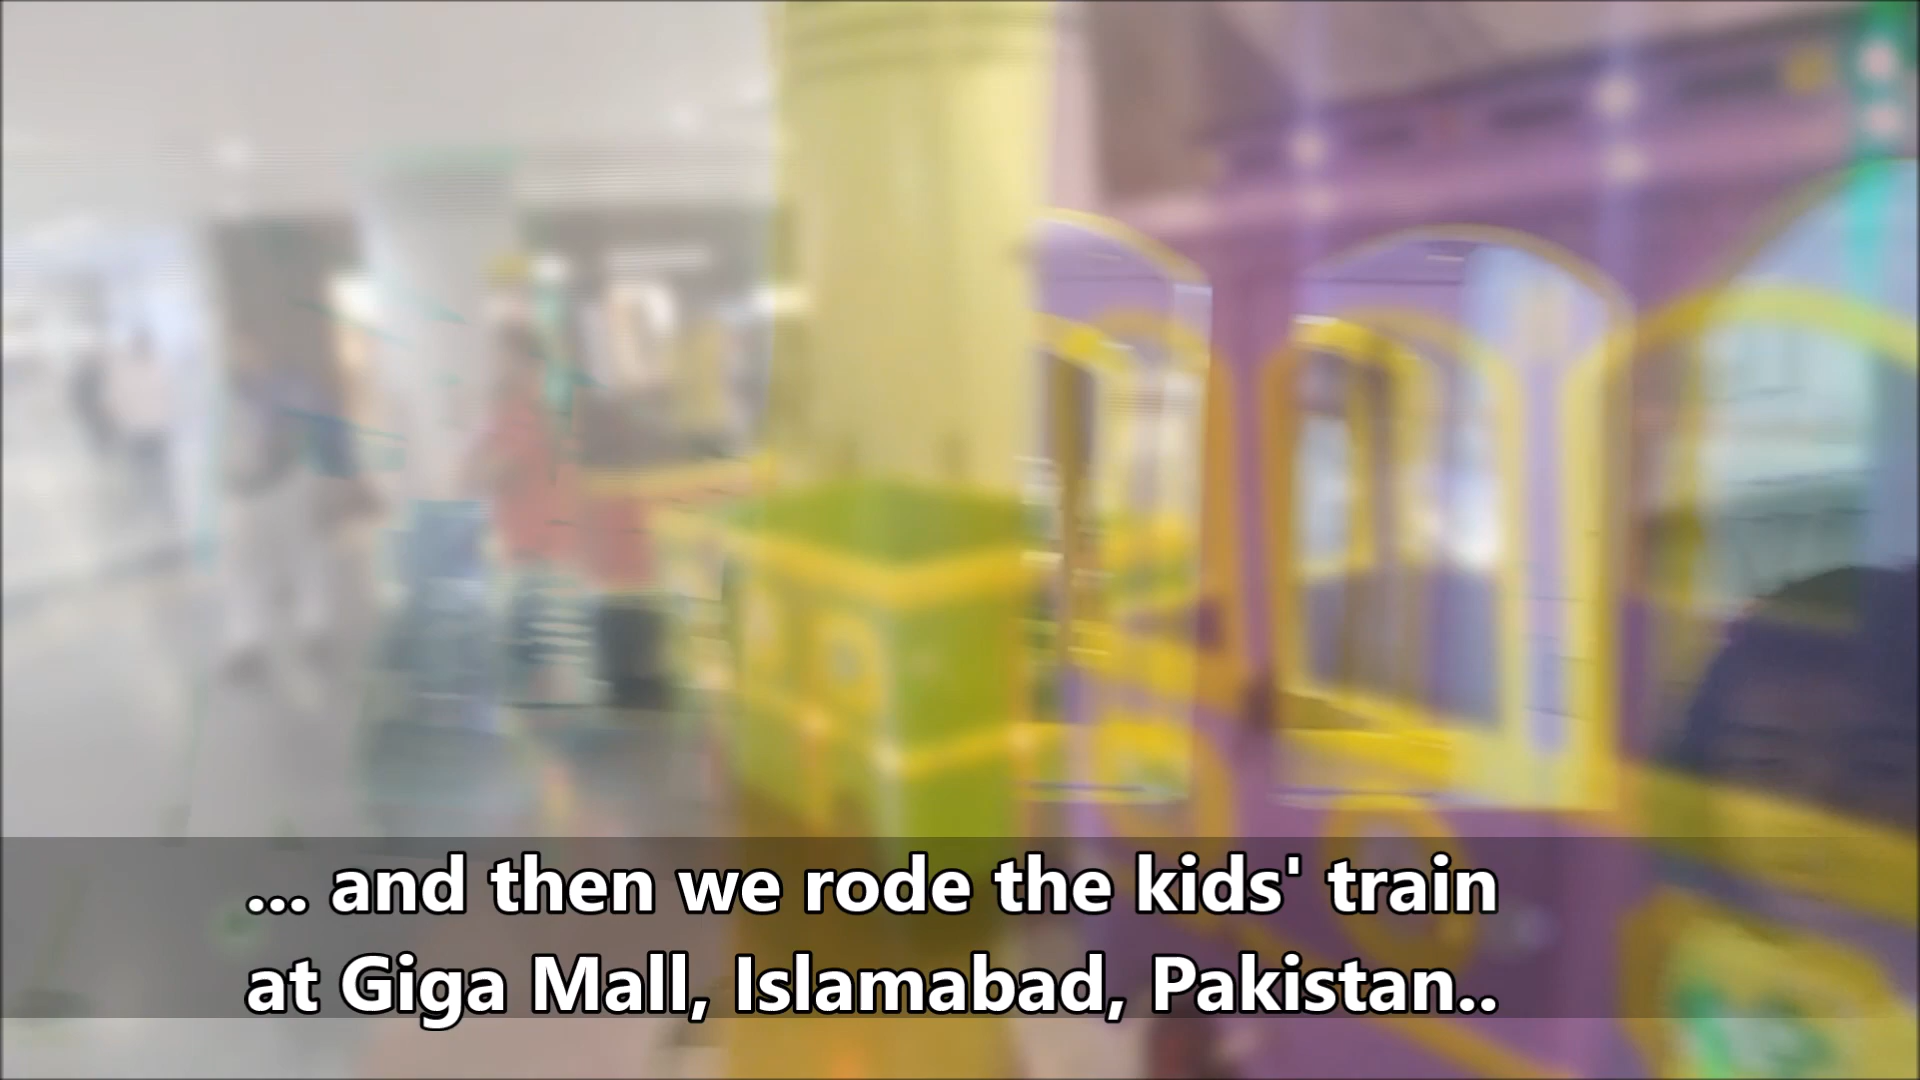 ... and then we rode the kids' train
at Giga Mall, Islamabad, Pakistan..